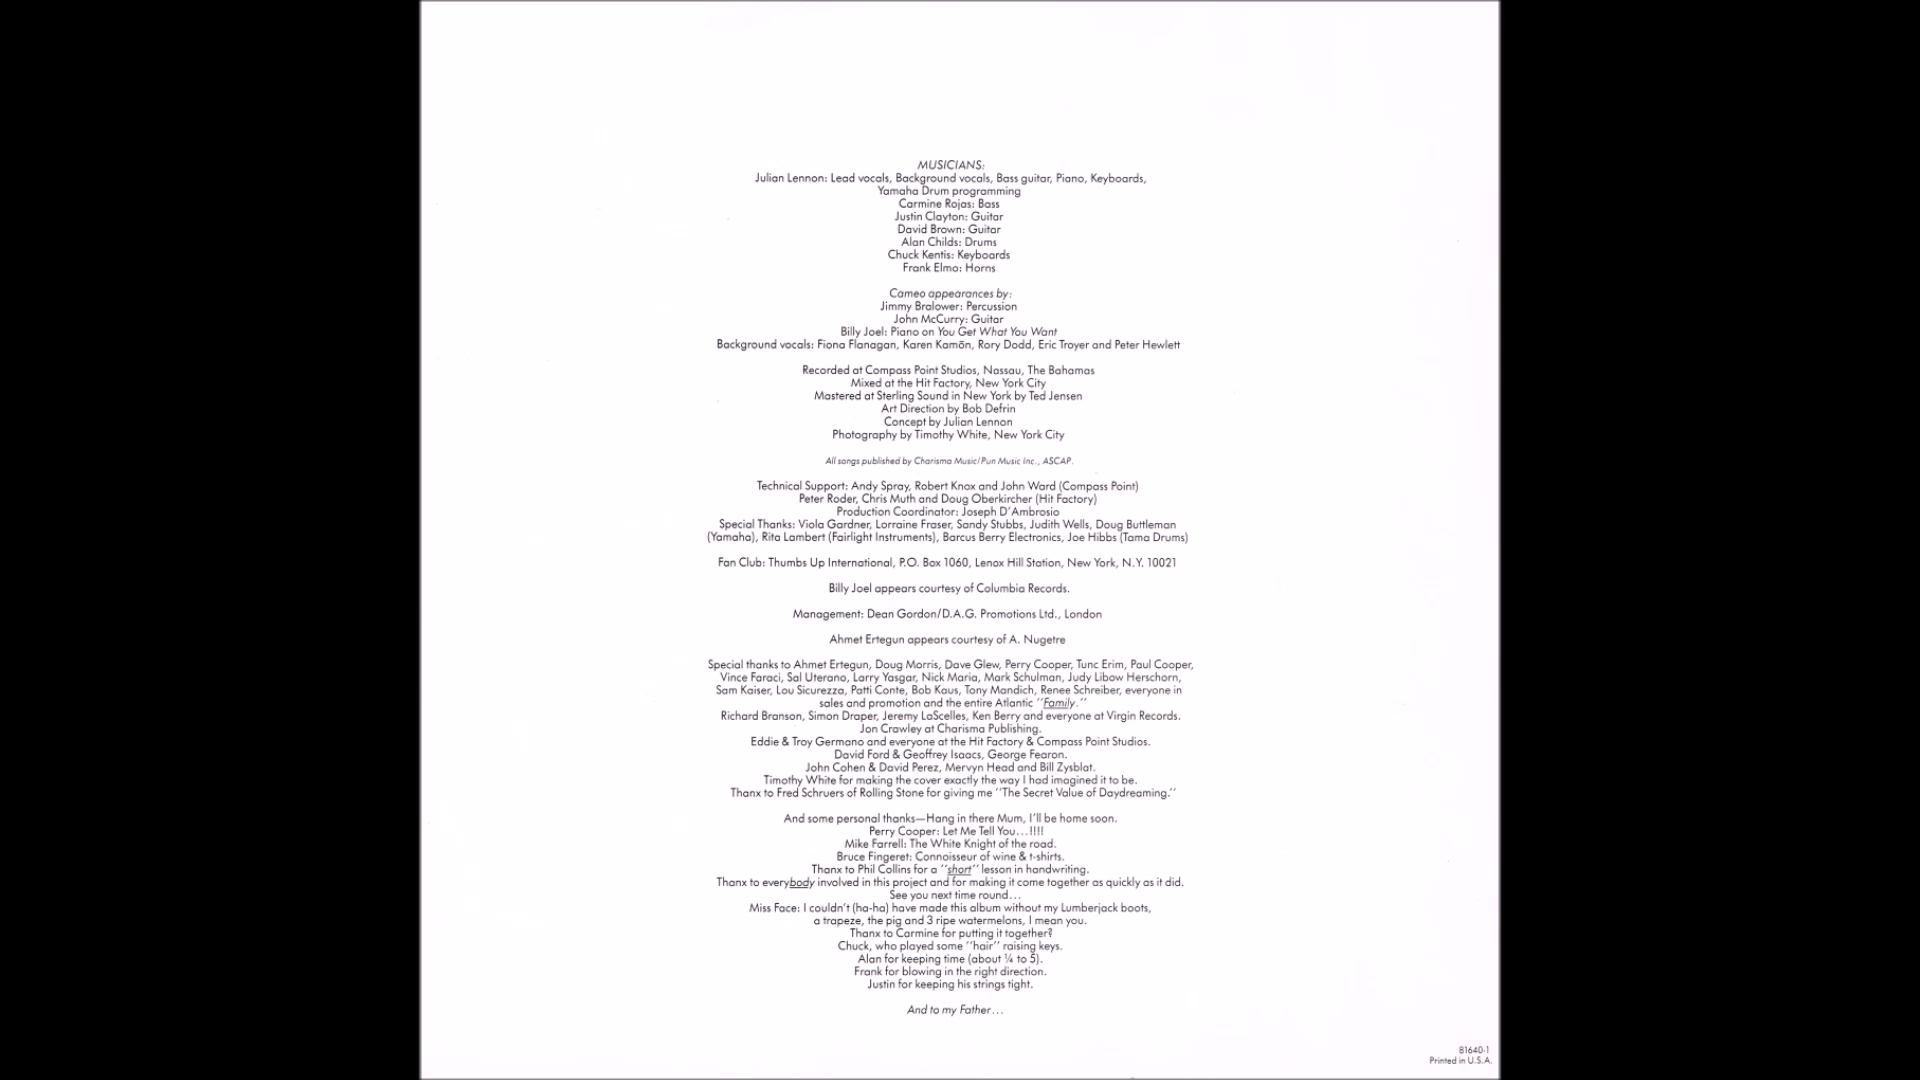 MUSICIANS:
Julian Lennon: Lead vocals, Background vocals, Bass guitar, Piano, Keyboards,
Yamaha Drum programming
Carmine Rojas: Bass
Justin Clayton: Guitar
David Brown: Guitar
Alan Childs: Drums
Chuck Kentis: Keyboards
Frank Elmo: Horns
Cameo appearances by:
Jimmy Bralower: Percussion
John McCurry: Guitar
Billy Joel: Piano on You Get What You Want
Background vocals: Fiona Flanagan, Karen Kamōn, Rory Dodd, Eric Troyer and Peter Hewlett
Recorded at Compass Point Studios, Nassau, The Bahamas
Mixed at the Hit Factory, New York City
Mastered at Sterling Sound in New York by Ted Jensen
Art Direction by Bob Defrin
Concept by Julian Lennon
Photography by Timothy White, New York City
All songs published by Charisma Music/Pun Music Inc., ASCAP.
Technical Support: Andy Spray, Robert Knox and John Ward (Compass Point)
Peter Roder, Chris Muth and Doug Oberkircher (Hit Factory)
Production Coordinator: Joseph D'Ambrosio
Special Thanks: Viola Gardner, Lorraine Fraser, Sandy Stubbs, Judith Wells, Doug Buttleman
(Yamaha), Rita Lambert (Fairlight Instruments), Barcus Berry Electronics, Joe Hibbs (Tama Drums)
Fan Club: Thumbs Up International, P.O. Box 1060, Lenox Hill Station, New York, N.Y. 10021
Billy Joel appears courtesy of Columbia Records.
Management: Dean Gordon/D.A.G. Promotions Ltd., London
Ahmet Ertegun appears courtesy of A. Nugetre
Special thanks to Ahmet Ertegun, Doug Morris, Dave Glew, Perry Cooper, Tunc Erim, Paul Cooper,
Vince Faraci, Sal Uterano, Larry Yasgar, Nick Maria, Mark Schulman, Judy Libow Herschorn,
Sam Kaiser, Lou Sicurezza, Patti Conte, Bob Kaus, Tony Mandich, Renee Schreiber, everyone in
sales and promotion and the entire Atlantic "Family."
Richard Branson, Simon Draper, Jeremy LaScelles, Ken Berry and everyone at Virgin Records.
Jon Crawley at Charisma Publishing.
Eddie & Troy Germano and everyone at the Hit Factory & Compass Point Studios.
David Ford & Geoffrey Isaacs, George Fearon.
John Cohen & David Perez, Mervyn Head and Bill Zysblat.
Timothy White for making the cover exactly the way I had imagined it to be.
Thanx to Fred Schruers of Rolling Stone for giving me "The Secret Value of Daydreaming."
And some personal thanks—Hang in there Mum, I'll be home soon.
Perry Cooper: Let Me Tell You...!!!!
Mike Farrell: The White Knight of the road.
Bruce Fingeret: Connoisseur of wine & t-shirts.
Thanx to Phil Collins for a "short" lesson in handwriting.
Thanx to everybody involved in this project and for making it come together as quickly as it did.
See you next time round...
Miss Face: I couldn't (ha-ha) have made this album without my Lumberjack boots,
a trapeze, the pig and 3 ripe watermelons, I mean you.
Thanx to Carmine for putting it together?
Chuck, who played some "hair" raising keys.
Alan for keeping time (about ¼ to 5).
Frank for blowing in the right direction.
Justin for keeping his strings tight.
And to my Father...
81640-1
Printed in U.S.A.